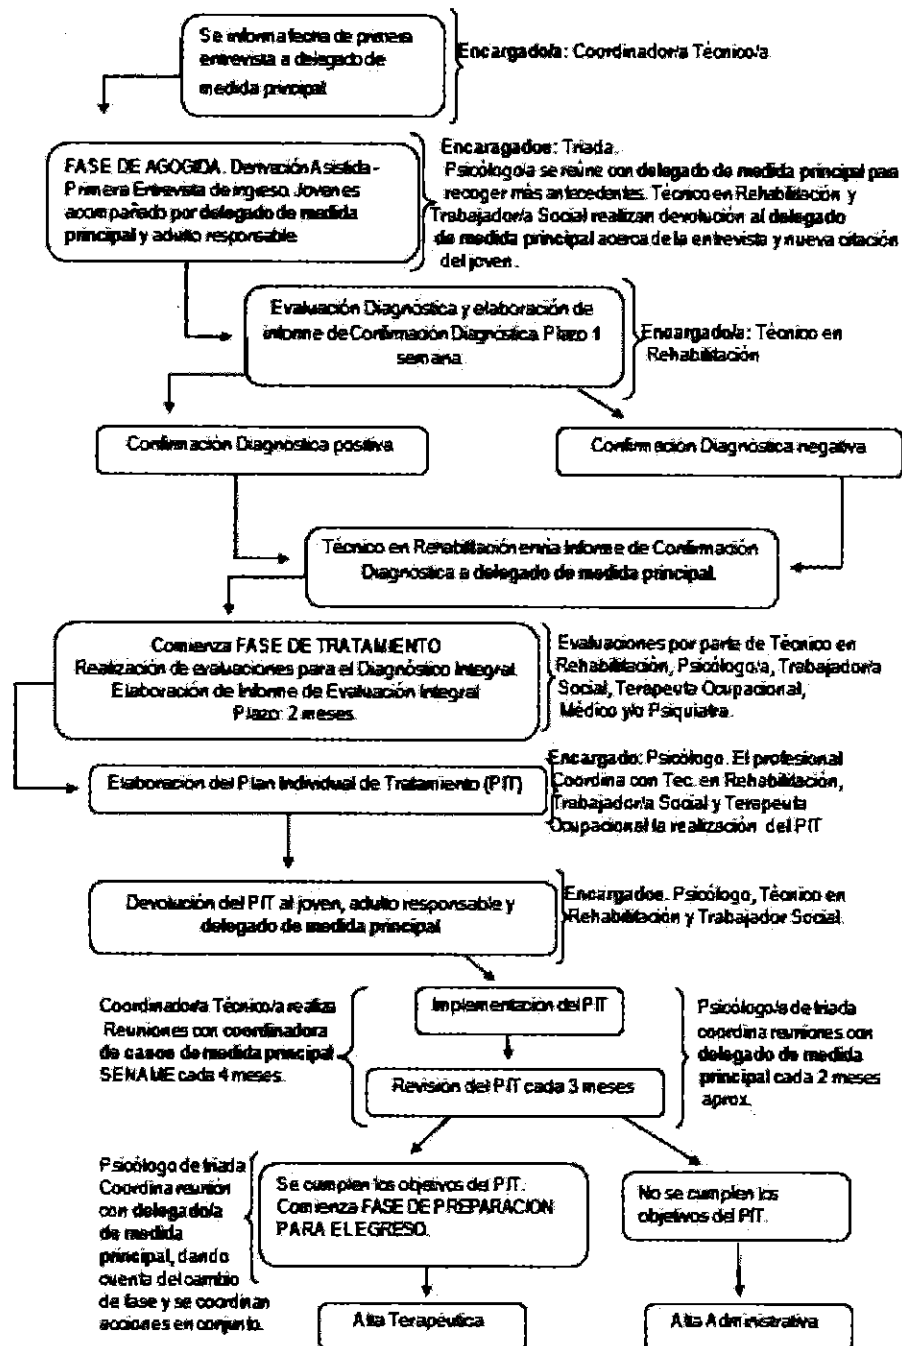 Se informa fecha de primera
entrevista a delegado de
medida principal
Encargado/a: Coordinador/a Técnico/a
FASE DE AGOGIDA. Derivación Asistida -
Primera Entrevista de ingreso. Joven es
acompañado por delegado de medida
principal y adulto responsable
Encaragados: Triada.
Psicólogo/a se reúne con delegado de medida principal para
recoger más antecedentes. Técnico en Rehabilitación y
Trabajador/a Social realizan devolución al delegado
de medida principal acerca de la entrevista y nueva citación
del joven.
Evaluación Diagnóstica y elaboración de
informe de Confirmación Diagnóstica. Plazo 1
semana
Encargado/a: Técnico en
Rehabilitación
Confirmación Diagnóstica positiva
Confirmación Diagnóstica negativa
Técnico en Rehabilitación envia Informe de Confirmación
Diagnóstica a delegado de medida principal.
Comienza FASE DE TRATAMIENTO
Realización de evaluaciones para el Diagnóstico Integral.
Elaboración de Informe de Evaluación Integral
Plazo: 2 meses.
Evaluaciones por parte de Técnico en
Rehabilitación, Psicólogo/a, Trabajador/a
Social, Terapeuta Ocupacional,
Médico y/o Psiquiatra.
Elaboración del Plan Individual de Tratamiento (PIT)
Encargado: Psicólogo. El profesional
Coordina con Tec. en Rehabilitación,
Trabajador/a Social y Terapeuta
Ocupacional la realización del PIT
Devolución del PIT al joven, adulto responsable y
delegado de medida principal
Encargados: Psicólogo, Técnico en
Rehabilitación y Trabajador Social.
Coordinador/a Técnico/a realiza
Reuniones con coordinadora
de casos de medida principal
SENAME cada 4 meses.
Implementación del PIT
Revisión del PIT cada 3 meses
Psicólogo/a de triada
coordina reuniones con
delegado de medida
principal cada 2 meses
aprox.
Psicólogo de triada
Coordina reunión
con delegado/a
de medida
principal, dando
cuenta del cambio
de fase y se coordinan
acciones en conjunto.
Se cumplen los objetivos del PIT.
Comienza FASE DE PREPARACION
PARA EL EGRESO.
No se cumplen los
objetivos del PIT.
Alta Terapéutica
Alta Administrativa